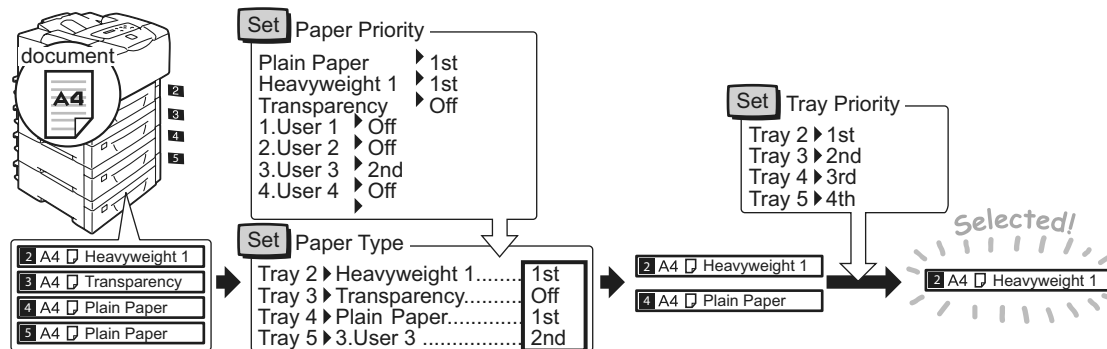 document
A4
2
3
4
5
2 A4 Heavyweight 1
3 A4 Transparency
4 A4 Plain Paper
5 A4 Plain Paper
Set Paper Priority
Plain Paper 1st
Heavyweight 1 1st
Transparency Off
1.User 1 Off
2.User 2 Off
3.User 3 2nd
4.User 4 Off
Set Paper Type
Tray 2 Heavyweight 1....... 1st
Tray 3 Transparency.......... Off
Tray 4 Plain Paper............. 1st
Tray 5 3.User 3 ................. 2nd
2 A4 Heavyweight 1
4 A4 Plain Paper
Set Tray Priority
Tray 2 1st
Tray 3 2nd
Tray 4 3rd
Tray 5 4th
Selected!
2 A4 Heavyweight 1